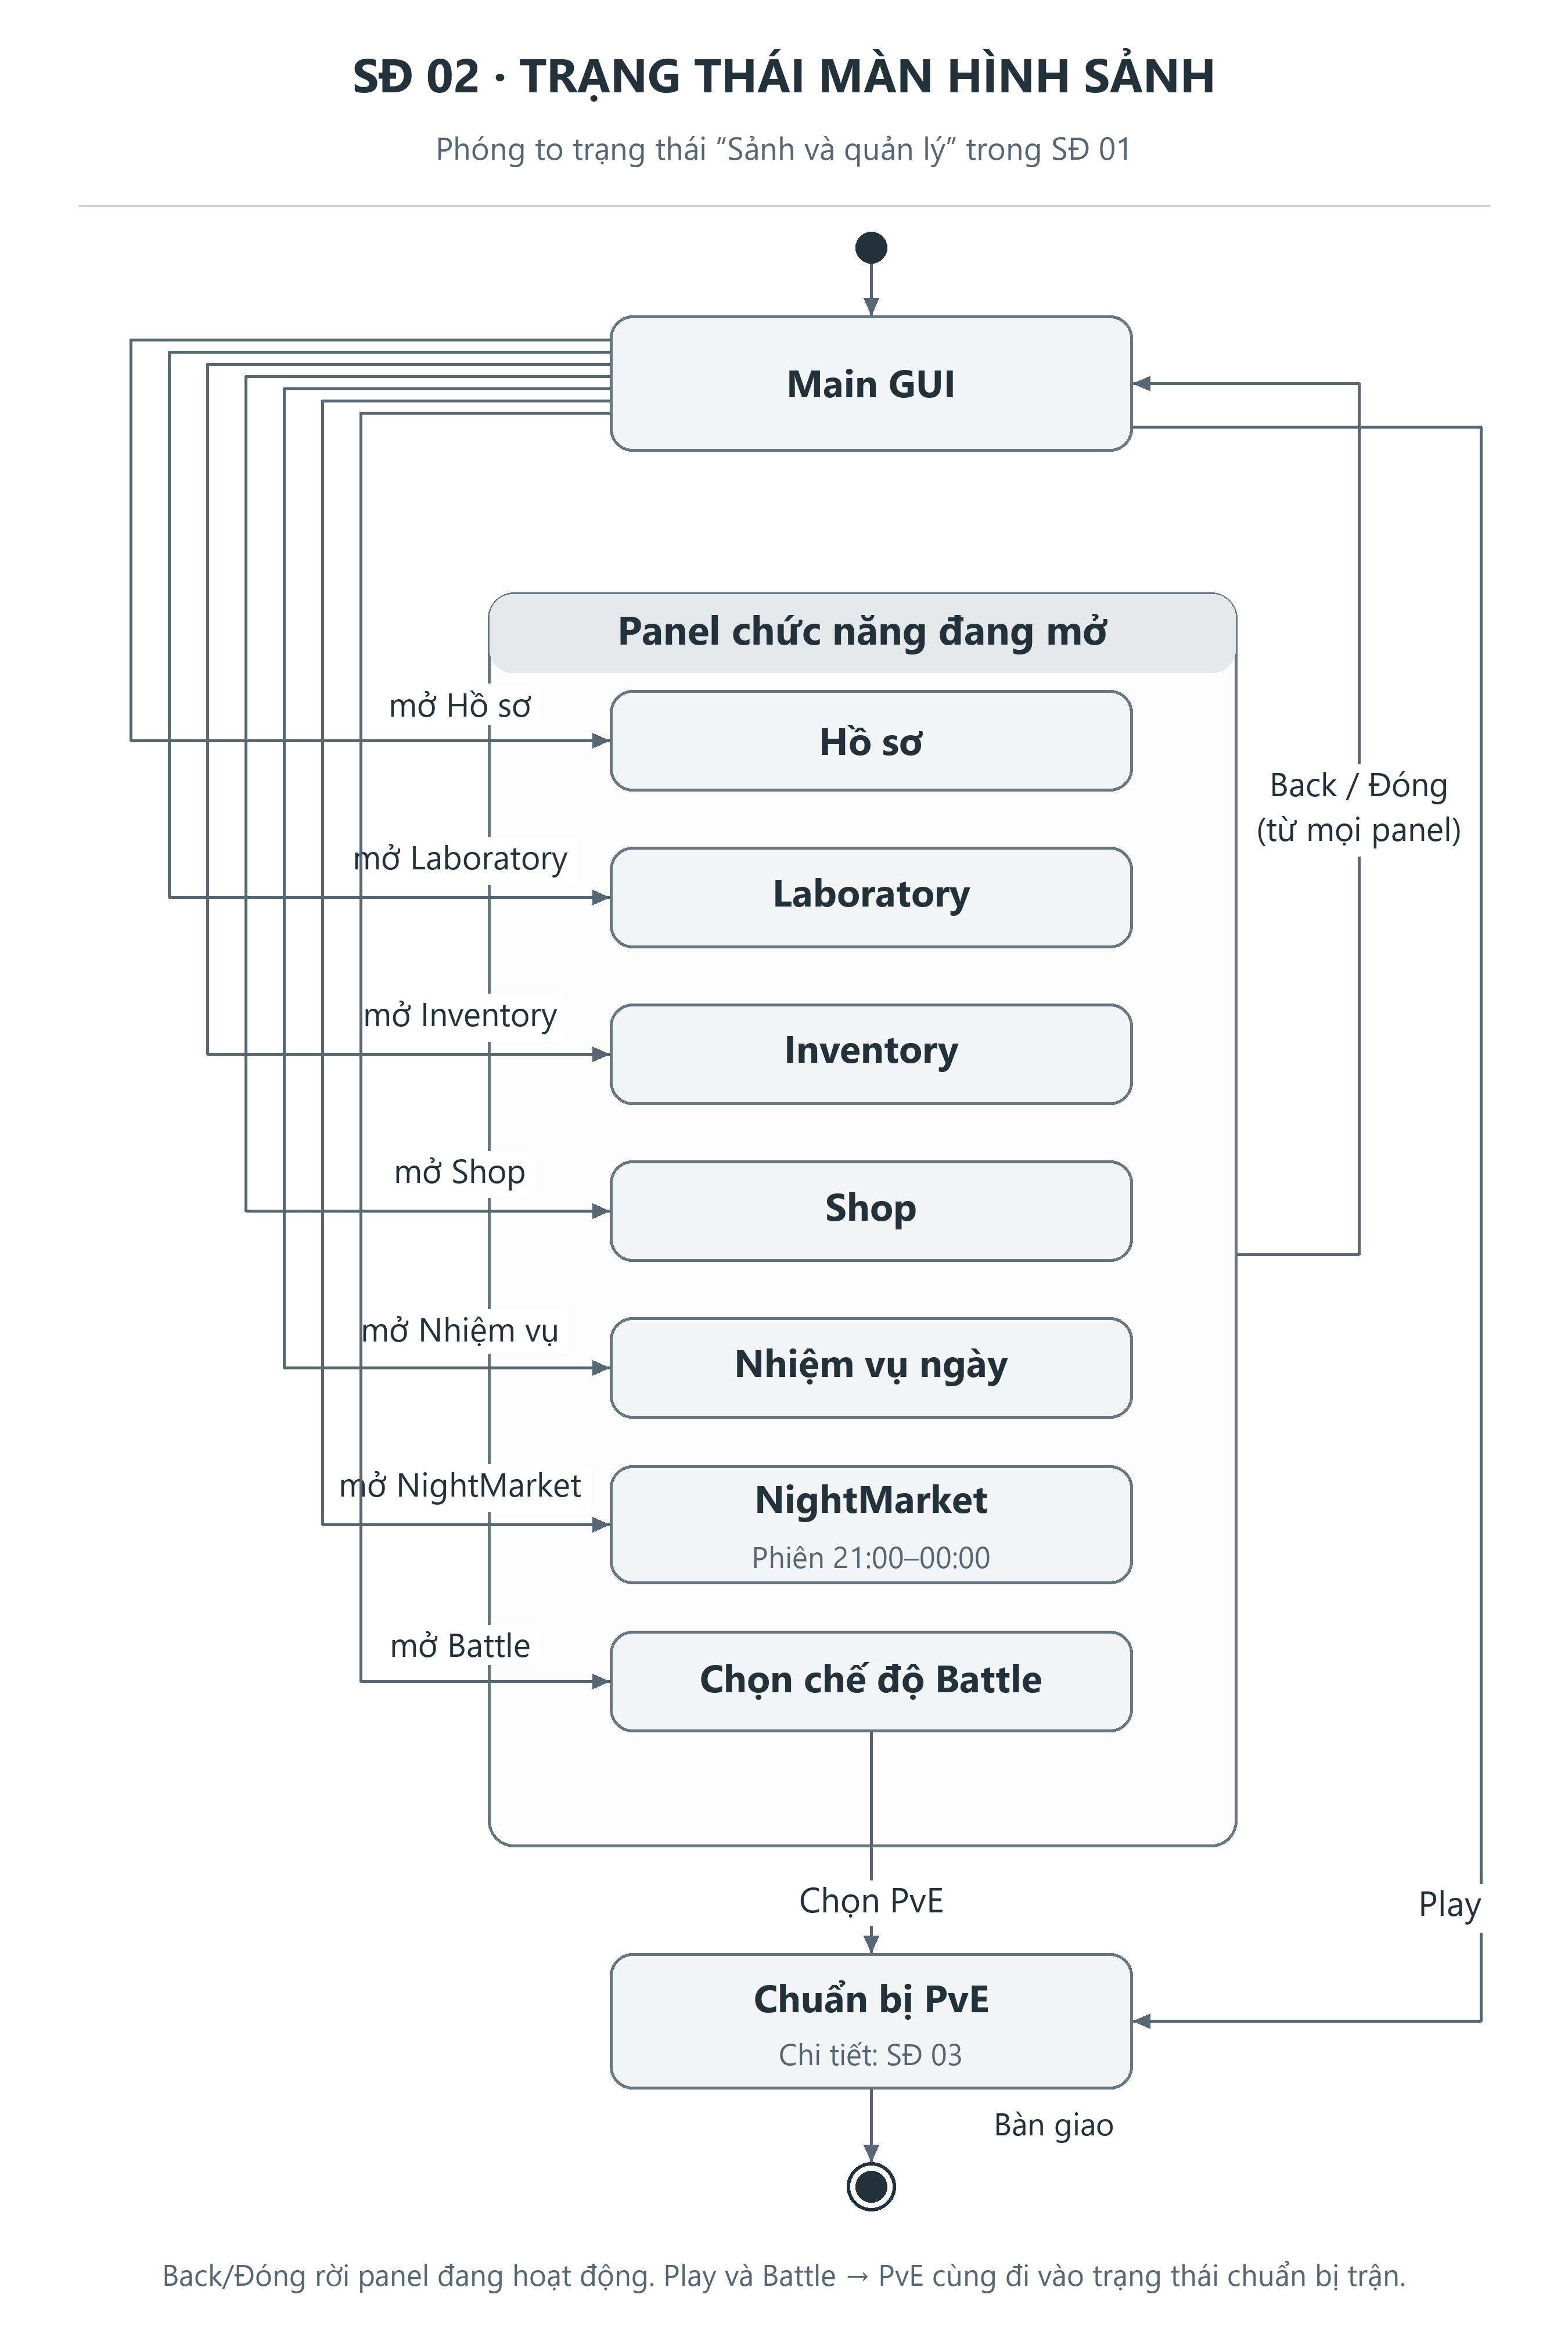 SĐ 02 · TRẠNG THÁI MÀN HÌNH SẢNH
Phóng to trạng thái “Sảnh và quản lý” trong SĐ 01
Main GUI
Panel chức năng đang mở
mở Hồ sơ
Hồ sơ
Back / Đóng
(từ mọi panel)
mở Laboratory
Laboratory
mở Inventory
Inventory
mở Shop
Shop
mở Nhiệm vụ
Nhiệm vụ ngày
mở NightMarket
NightMarket
Phiên 21:00–00:00
mở Battle
Chọn chế độ Battle
Chọn PvE
Play
Chuẩn bị PvE
Chi tiết: SĐ 03
Bàn giao
Back/Đóng rời panel đang hoạt động. Play và Battle → PvE cùng đi vào trạng thái chuẩn bị trận.